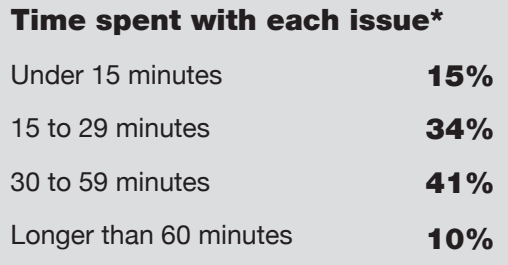 Time spent with each issue*
Under 15 minutes 15%
15 to 29 minutes 34%
30 to 59 minutes 41%
Longer than 60 minutes 10%